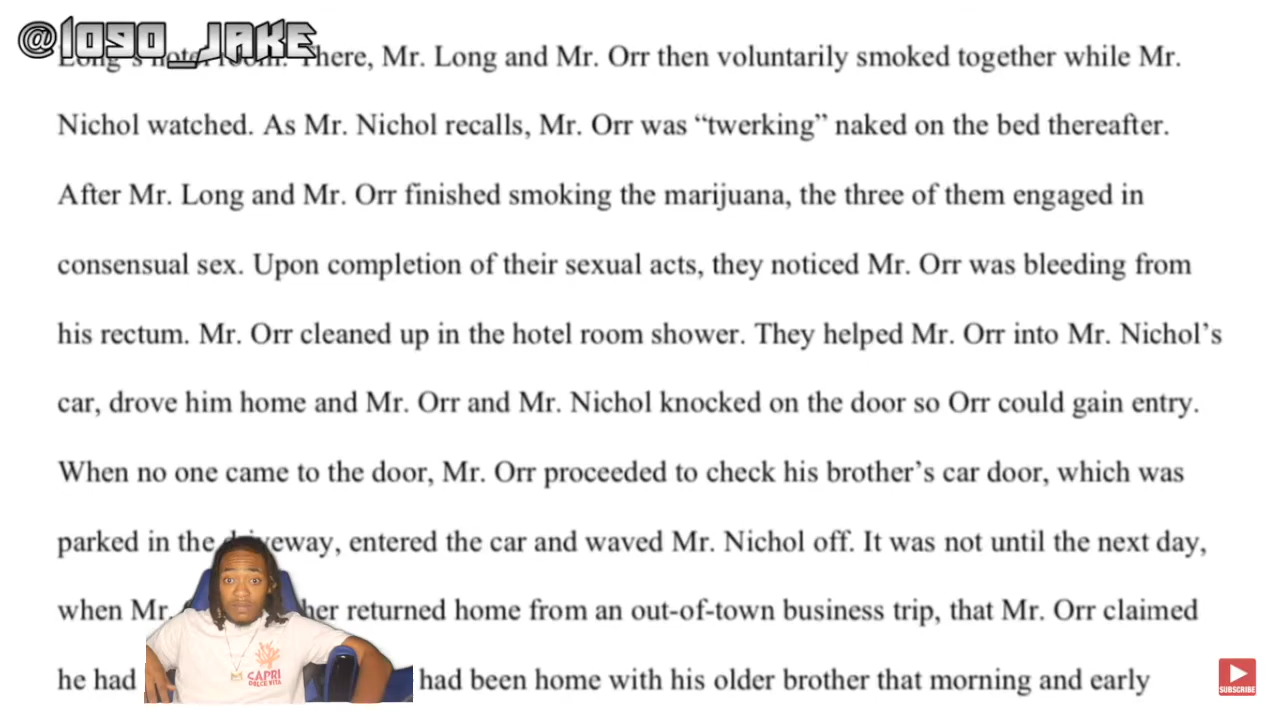 @1090_JAKE
Long's hotel room. There, Mr. Long and Mr. Orr then voluntarily smoked together while Mr.
Nichol watched. As Mr. Nichol recalls, Mr. Orr was “twerking” naked on the bed thereafter.
After Mr. Long and Mr. Orr finished smoking the marijuana, the three of them engaged in
consensual sex. Upon completion of their sexual acts, they noticed Mr. Orr was bleeding from
his rectum. Mr. Orr cleaned up in the hotel room shower. They helped Mr. Orr into Mr. Nichol’s
car, drove him home and Mr. Orr and Mr. Nichol knocked on the door so Orr could gain entry.
When no one came to the door, Mr. Orr proceeded to check his brother’s car door, which was
parked in the driveway, entered the car and waved Mr. Nichol off. It was not until the next day,
when Mr. returned home from an out-of-town business trip, that Mr. Orr claimed
he had had been home with his older brother that morning and early
CAPRI
DOLCE VITA
SUBSCRIBE